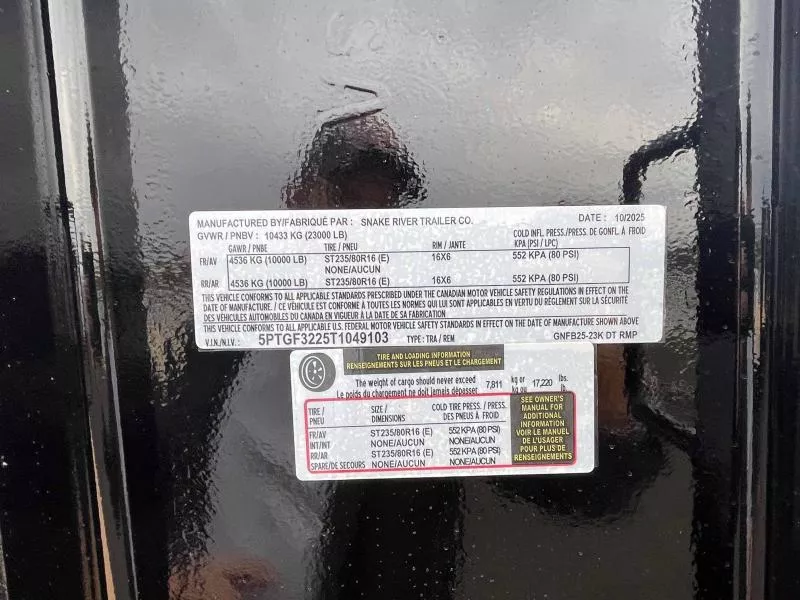 MANUFACTURED BY/FABRIQUÉ PAR : SNAKE RIVER TRAILER CO. DATE : 10/2025
GVWR / PNBV : 10433 KG (23000 LB) COLD INFL. PRESS./PRESS. DE GONFL. À FROID
GAWR / PNBE TIRE / PNEU RIM / JANTE KPA (PSI / LPC)
FR/AV 4536 KG (10000 LB) ST235/80R16 (E) 16X6 552 KPA (80 PSI)
NONE/AUCUN
RR/AR 4536 KG (10000 LB) ST235/80R16 (E) 16X6 552 KPA (80 PSI)
THIS VEHICLE CONFORMS TO ALL APPLICABLE STANDARDS PRESCRIBED UNDER THE CANADIAN MOTOR VEHICLE SAFETY REGULATIONS IN EFFECT ON THE
DATE OF MANUFACTURE. / CE VÉHICULE EST CONFORME À TOUTES LES NORMES QUI LUI SONT APPLICABLES EN VERTU DU RÈGLEMENT SUR LA SÉCURITÉ
DES VÉHICULES AUTOMOBILES DU CANADA EN VIGUEUR À LA DATE DE SA FABRICATION
THIS VEHICLE CONFORMS TO ALL APPLICABLE U.S. FEDERAL MOTOR VEHICLE SAFETY STANDARDS IN EFFECT ON THE DATE OF MANUFACTURE
V.I.N./N.I.V.: 5PTGF3225T1049103 TYPE: TRA / REM GNFB25-23K DT RMP
TIRE AND LOADING INFORMATION
RENSEIGNEMENTS SUR LES PNEUS ET LE CHARGEMENT
The weight of cargo should never exceed 7,811 kg or 17,220 lbs.
Le poids du chargement ne doit jamais dépasser kg ou lb.
TIRE / PNEU SIZE / DIMENSIONS COLD TIRE PRESS. / PRESS. DES PNEUS À FROID
FR/AV ST235/80R16 (E) 552 KPA (80 PSI)
INT/INT NONE/AUCUN NONE/AUCUN
RR/AR ST235/80R16 (E) 552 KPA (80 PSI)
SPARE/DE SECOURS NONE/AUCUN NONE/AUCUN
SEE OWNER'S
MANUAL FOR
ADDITIONAL
INFORMATION
VOIR LE MANUEL
DE L'USAGER
POUR PLUS DE
RENSEIGNEMENTS